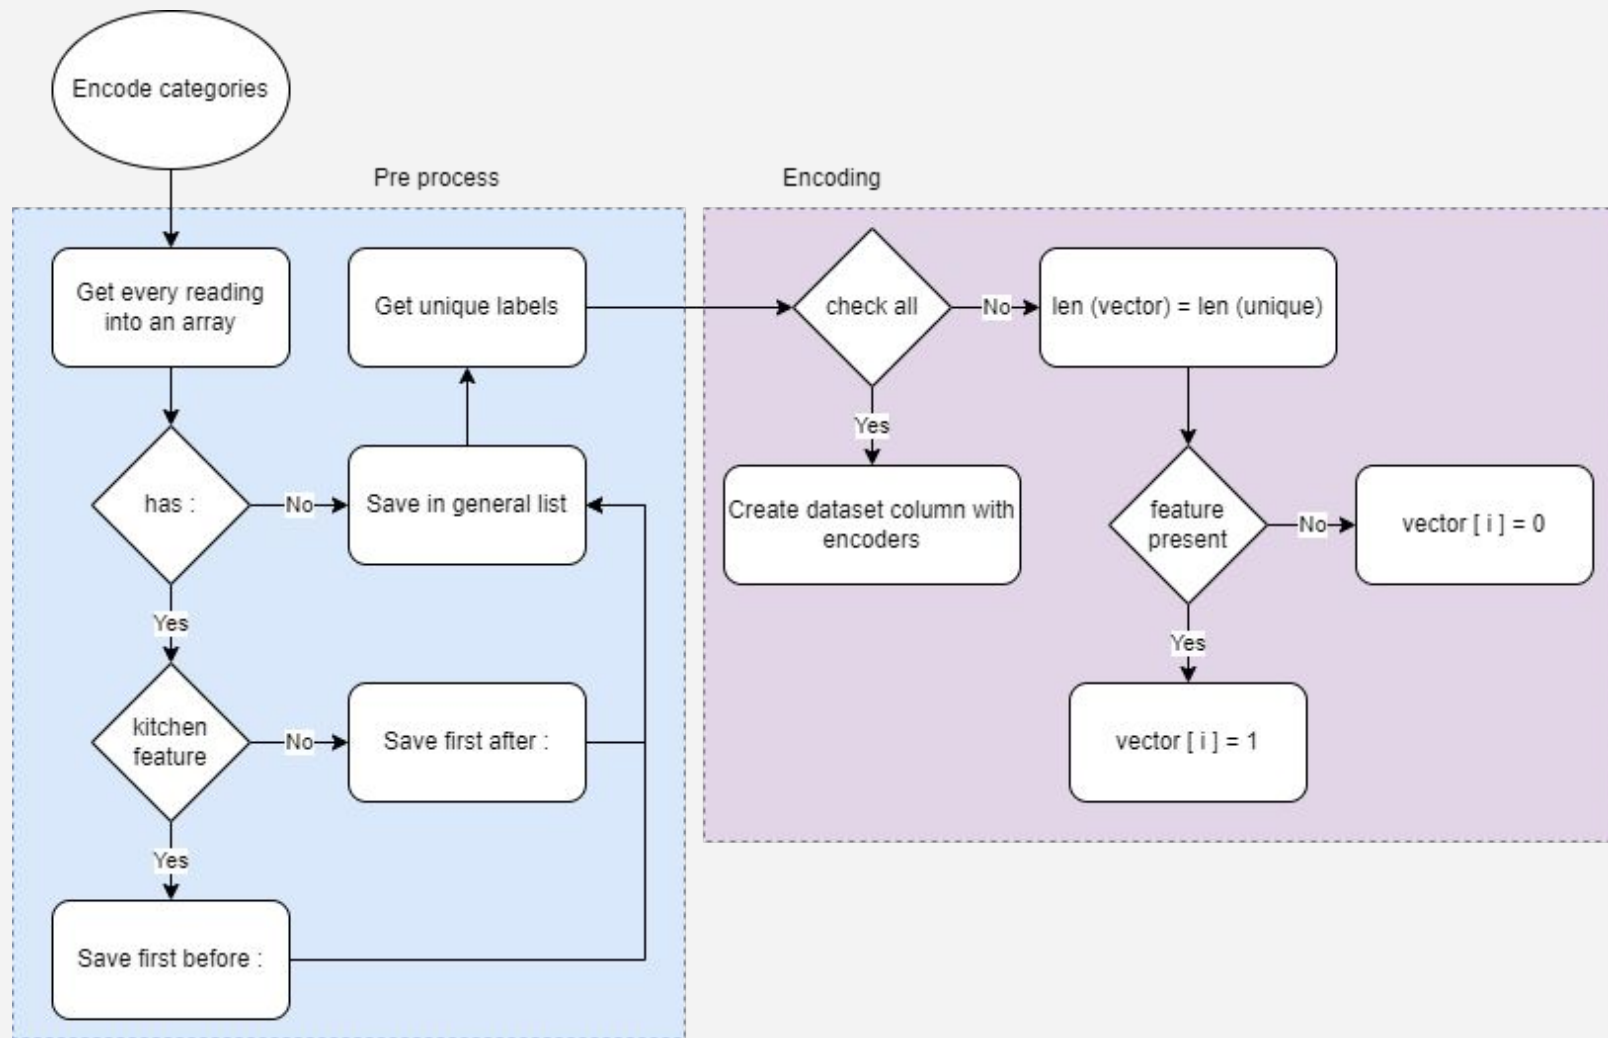 Encode categories
Pre process
Encoding
Get every reading
into an array
Get unique labels
check all
No
len (vector) = len (unique)
Yes
has :
No
Save in general list
Create dataset column with
encoders
feature
present
No
vector [ i ] = 0
Yes
Yes
kitchen
feature
No
Save first after :
vector [ i ] = 1
Yes
Save first before :